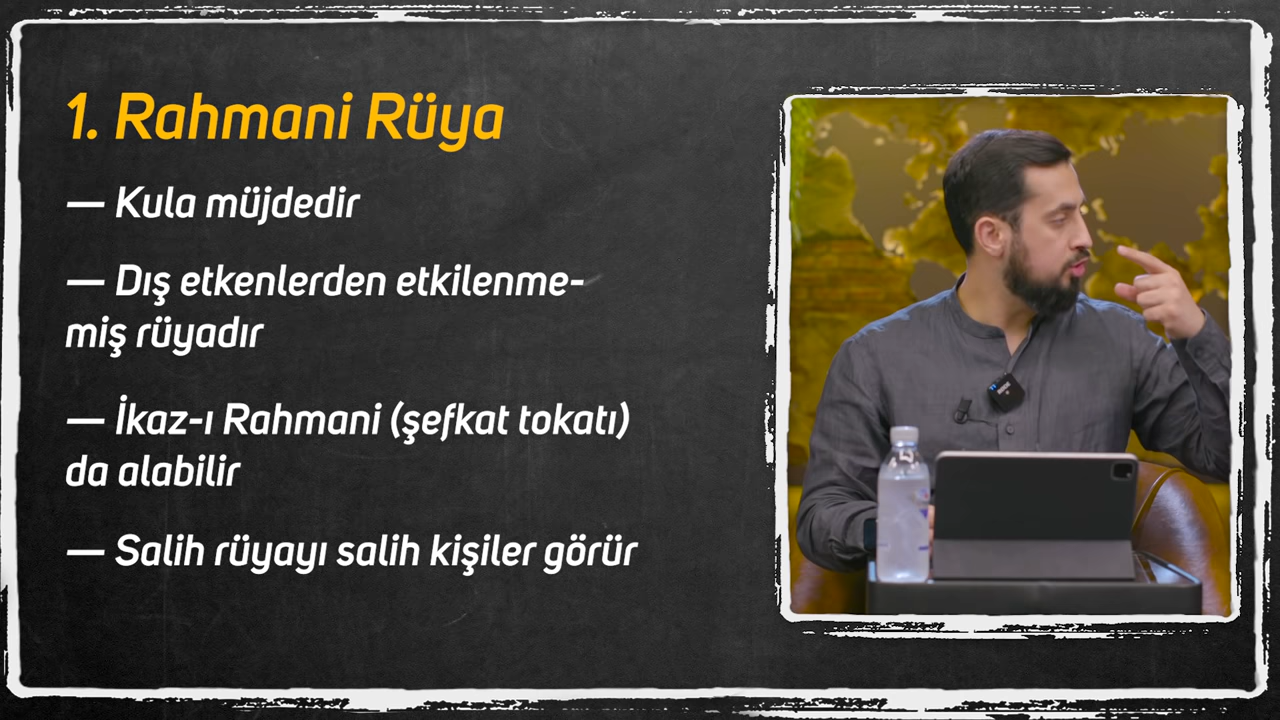 1. Rahmani Rüya
— Kula müjdedir
— Dış etkenlerden etkilenme-
miş rüyadır
— İkaz-ı Rahmani (şefkat tokatı)
da alabilir
— Salih rüyayı salih kişiler görür